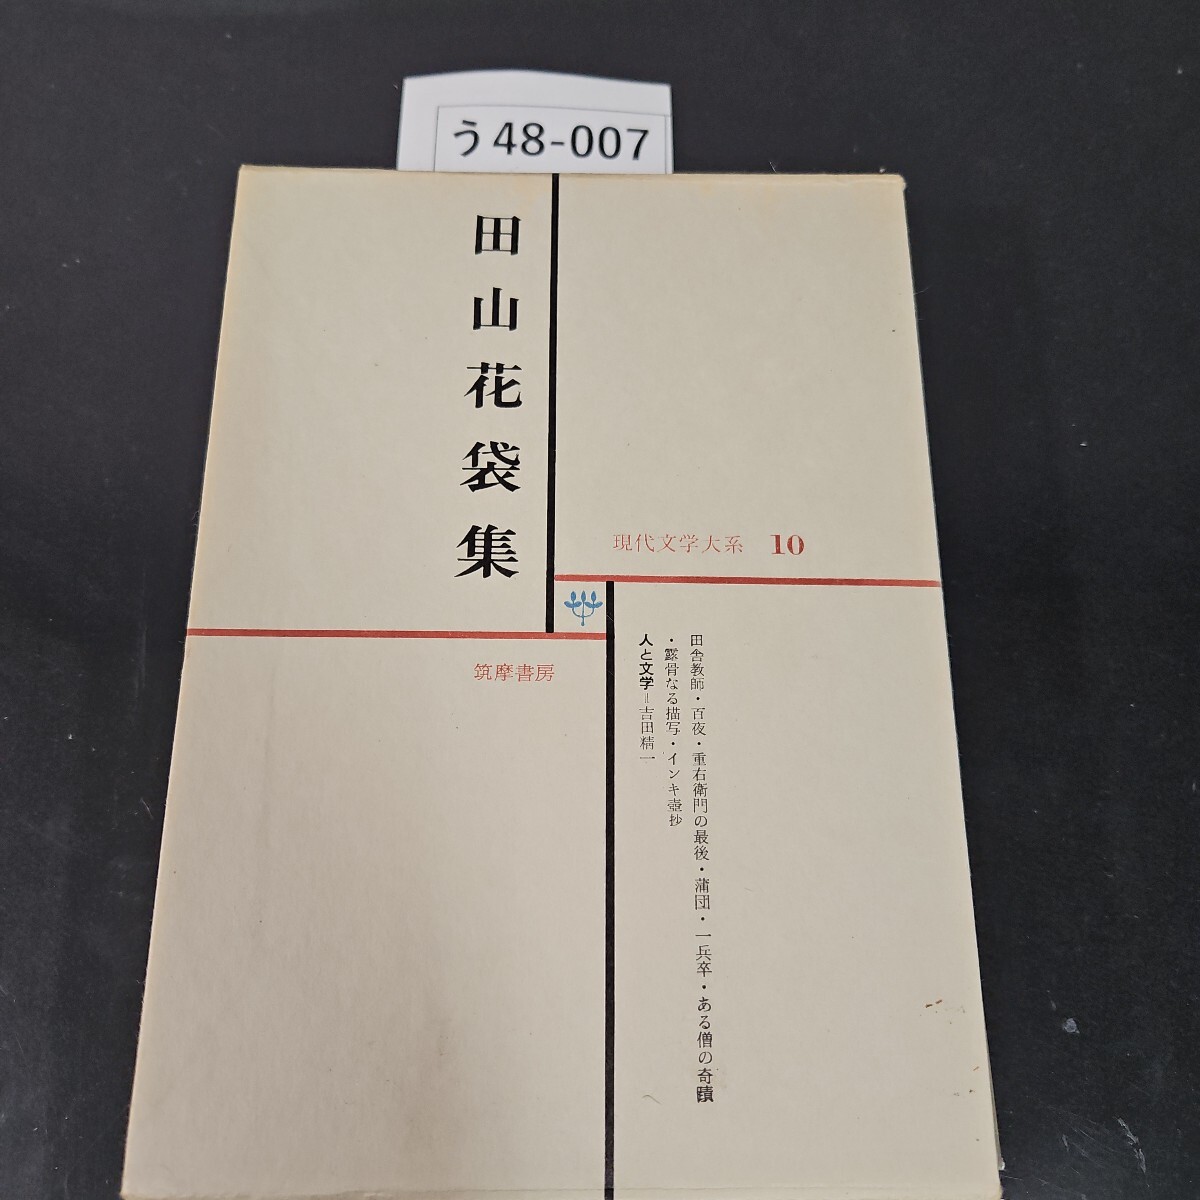 う48-007
田山花袋集
現代文学大系 10
筑摩書房
田舎教師・百夜・重右衛門の最後・蒲団・一兵卒・ある僧の奇蹟
・露骨なる描写・インキ壺抄
人と文学＝吉田精一